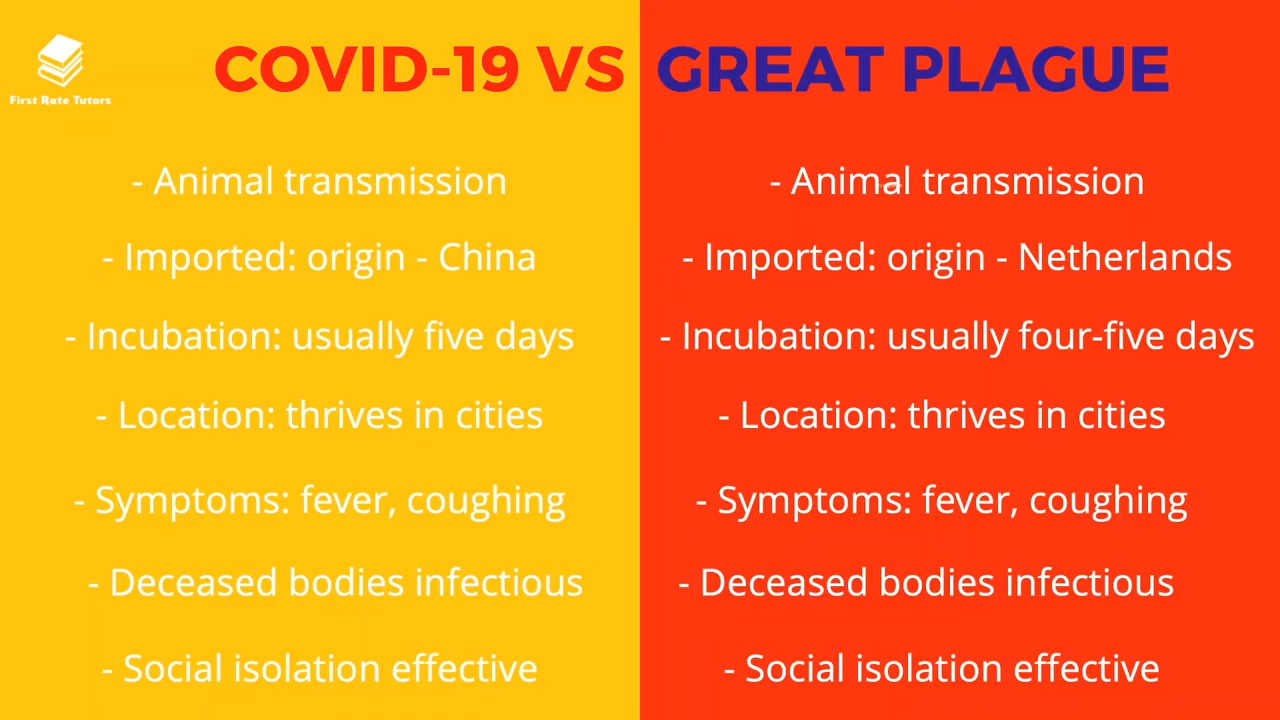 First Rate Tutors
COVID-19 VS GREAT PLAGUE
- Animal transmission
- Imported: origin - China
- Incubation: usually five days
- Location: thrives in cities
- Symptoms: fever, coughing
- Deceased bodies infectious
- Social isolation effective
- Animal transmission
- Imported: origin - Netherlands
- Incubation: usually four-five days
- Location: thrives in cities
- Symptoms: fever, coughing
- Deceased bodies infectious
- Social isolation effective